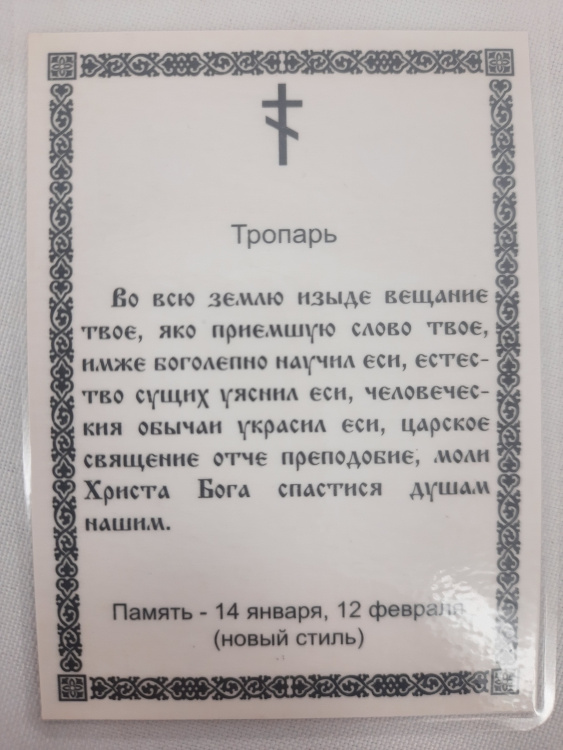 Тропарь
Во всю землю изыде вещание
твое, яко приемшую слово твое,
имже боголепно научил еси, естес-
тво сущих уяснил еси, человечес-
кия обычаи украсил еси, царское
священие отче преподобие, моли
Христа Бога спастися душам
нашим.
Память - 14 января, 12 февраля
(новый стиль)